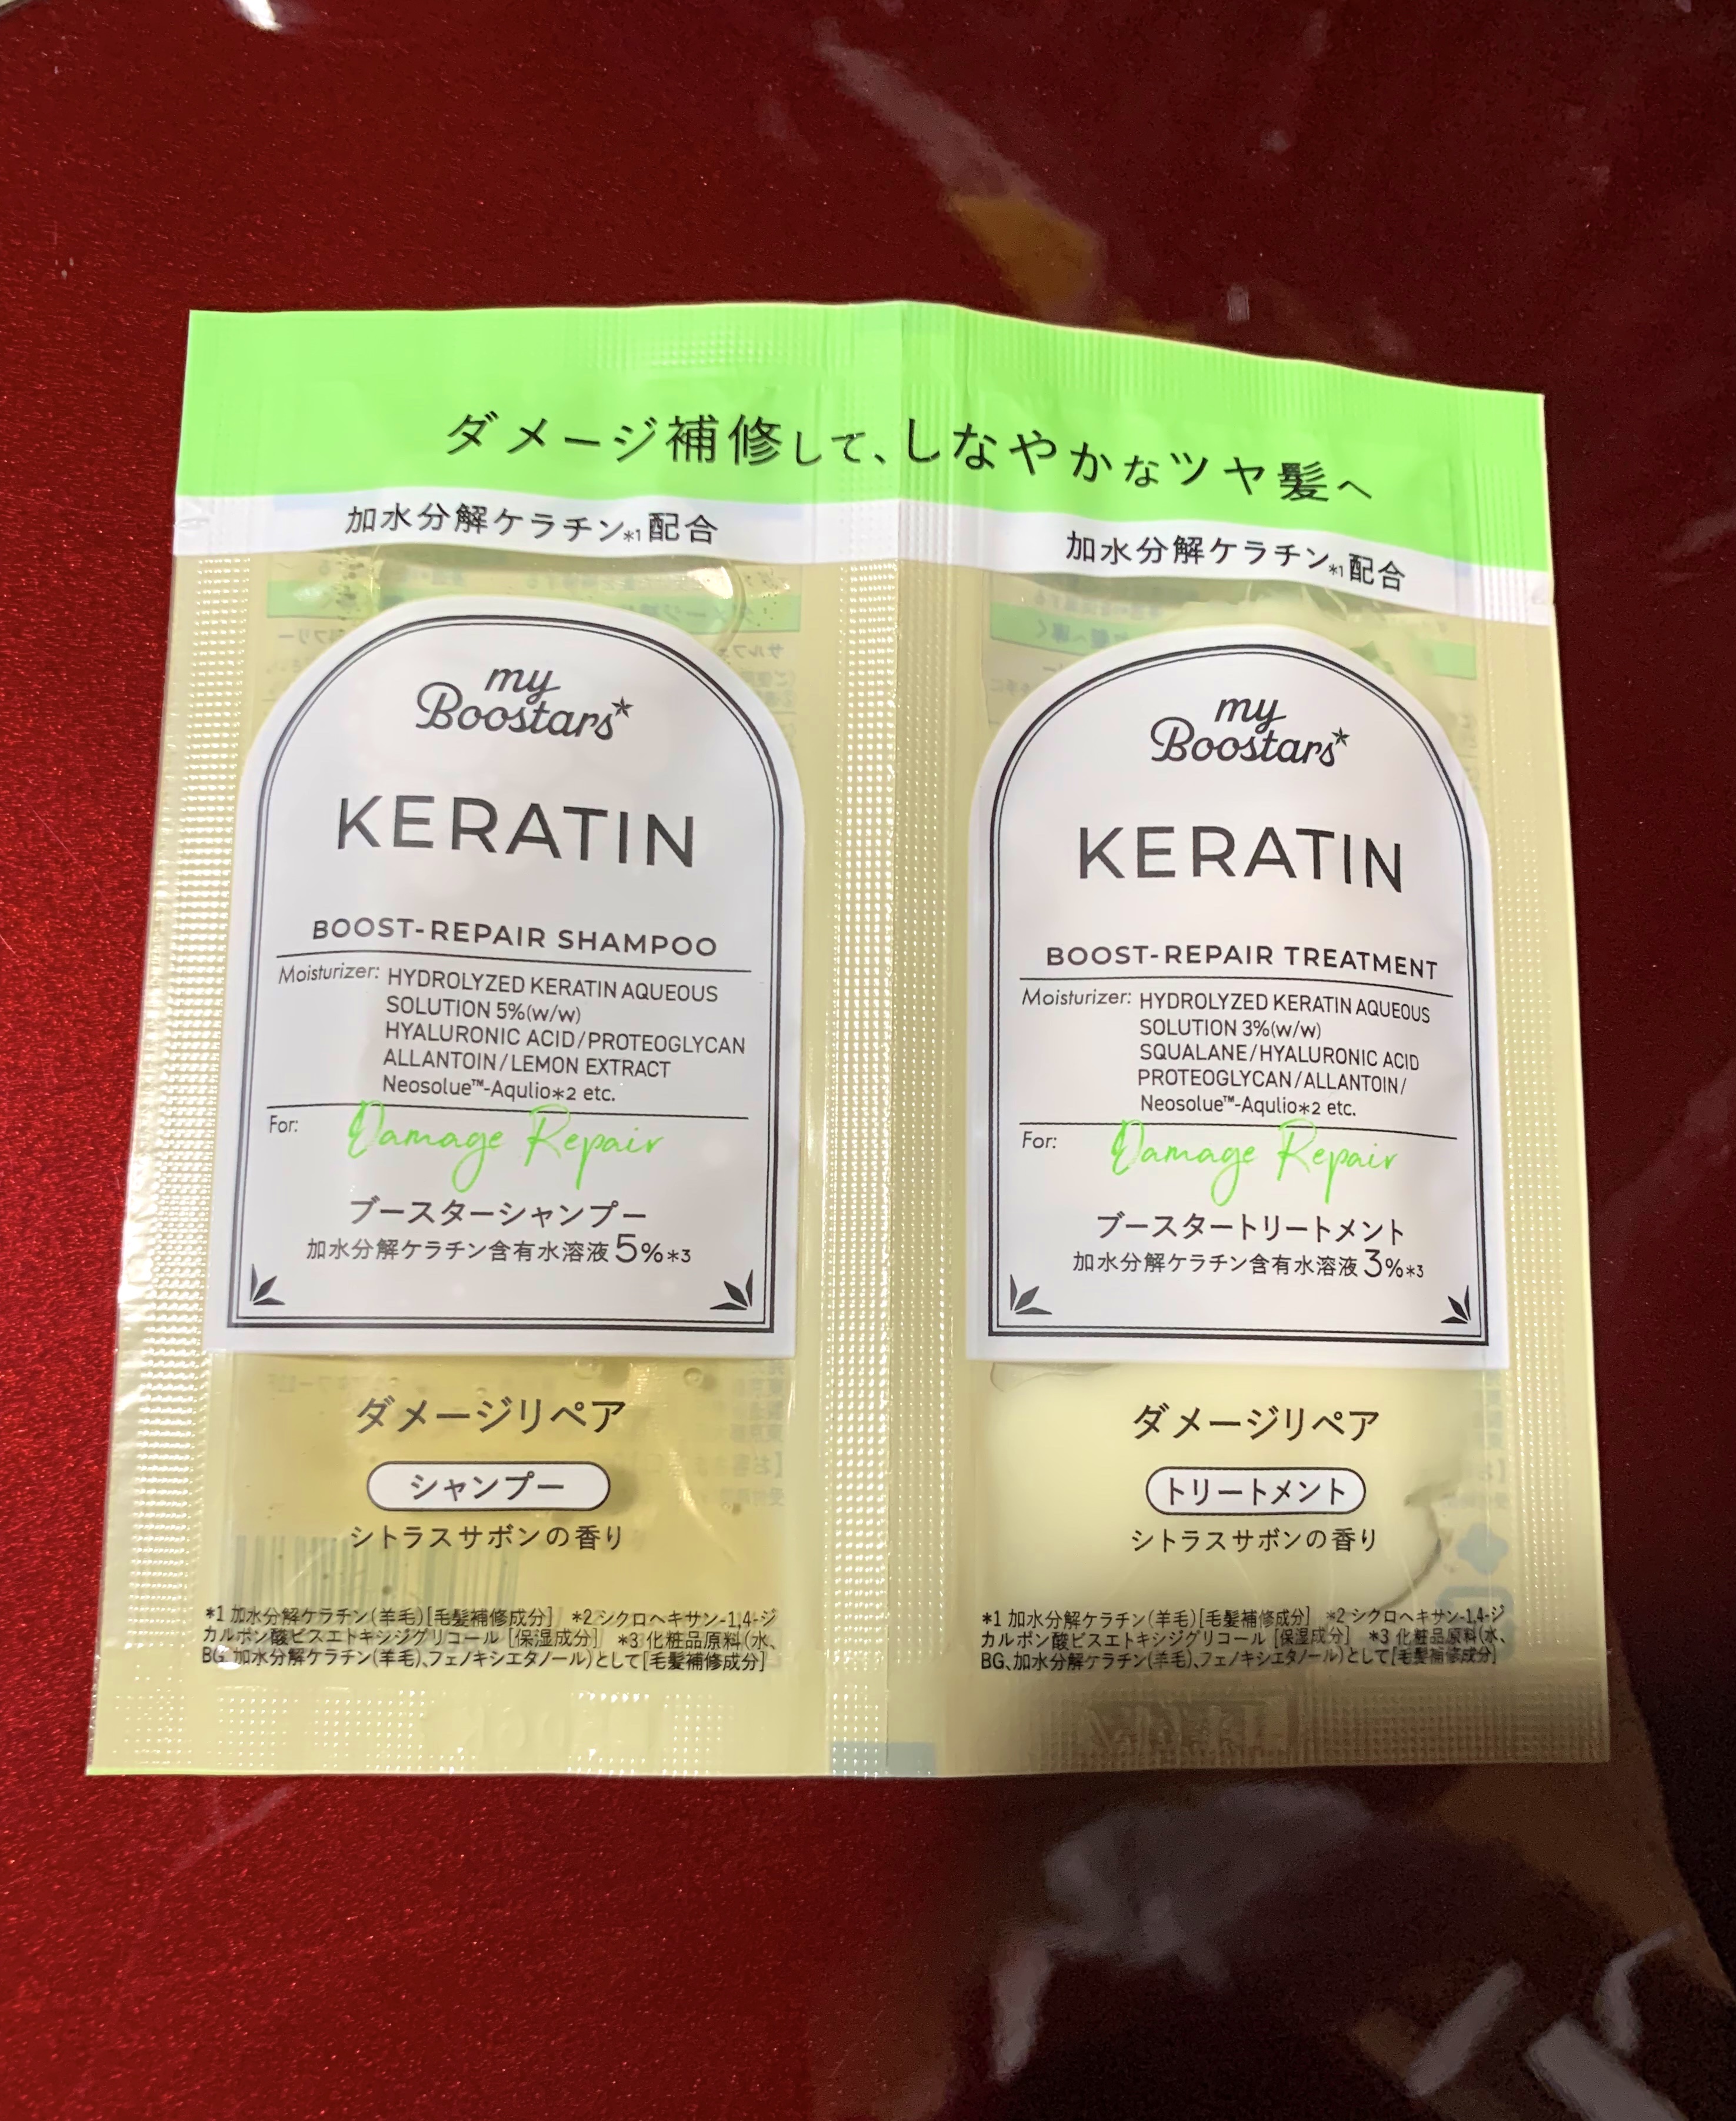 ダメージ補修して、しなやかなツヤ髪へ
加水分解ケラチン*1配合
my
Boostars*
KERATIN
BOOST-REPAIR SHAMPOO
Moisturizer: HYDROLYZED KERATIN AQUEOUS
SOLUTION 5%(w/w)
HYALURONIC ACID/PROTEOGLYCAN
ALLANTOIN/LEMON EXTRACT
Neosolue™-Aqulio*2 etc.
For: Damage Repair
ブースターシャンプー
加水分解ケラチン含有水溶液5%*3
ダメージリペア
シャンプー
シトラスサボンの香り
*1 加水分解ケラチン(羊毛)[毛髪補修成分] *2 シクロヘキサン-1,4-ジ
カルボン酸ビスエトキシジグリコール [保湿成分] *3 化粧品原料(水、
BG、加水分解ケラチン(羊毛)、フェノキシエタノール)として[毛髪補修成分]
加水分解ケラチン*1配合
my
Boostars*
KERATIN
BOOST-REPAIR TREATMENT
Moisturizer: HYDROLYZED KERATIN AQUEOUS
SOLUTION 3%(w/w)
SQUALANE/HYALURONIC ACID
PROTEOGLYCAN/ALLANTOIN/
Neosolue™-Aqulio*2 etc.
For: Damage Repair
ブースタートリートメント
加水分解ケラチン含有水溶液3%*3
ダメージリペア
トリートメント
シトラスサボンの香り
*1 加水分解ケラチン(羊毛)[毛髪補修成分] *2 シクロヘキサン-1,4-ジ
カルボン酸ビスエトキシジグリコール [保湿成分] *3 化粧品原料(水、
BG、加水分解ケラチン(羊毛)、フェノキシエタノール)として[毛髪補修成分]